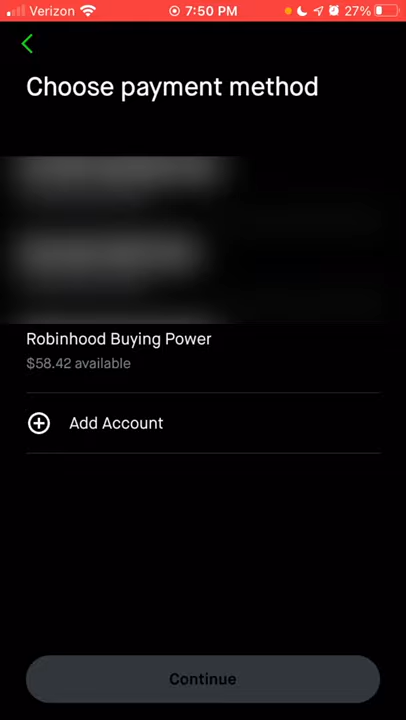 Verizon 7:50 PM 27%
Choose payment method
Robinhood Buying Power
$58.42 available
Add Account
Continue